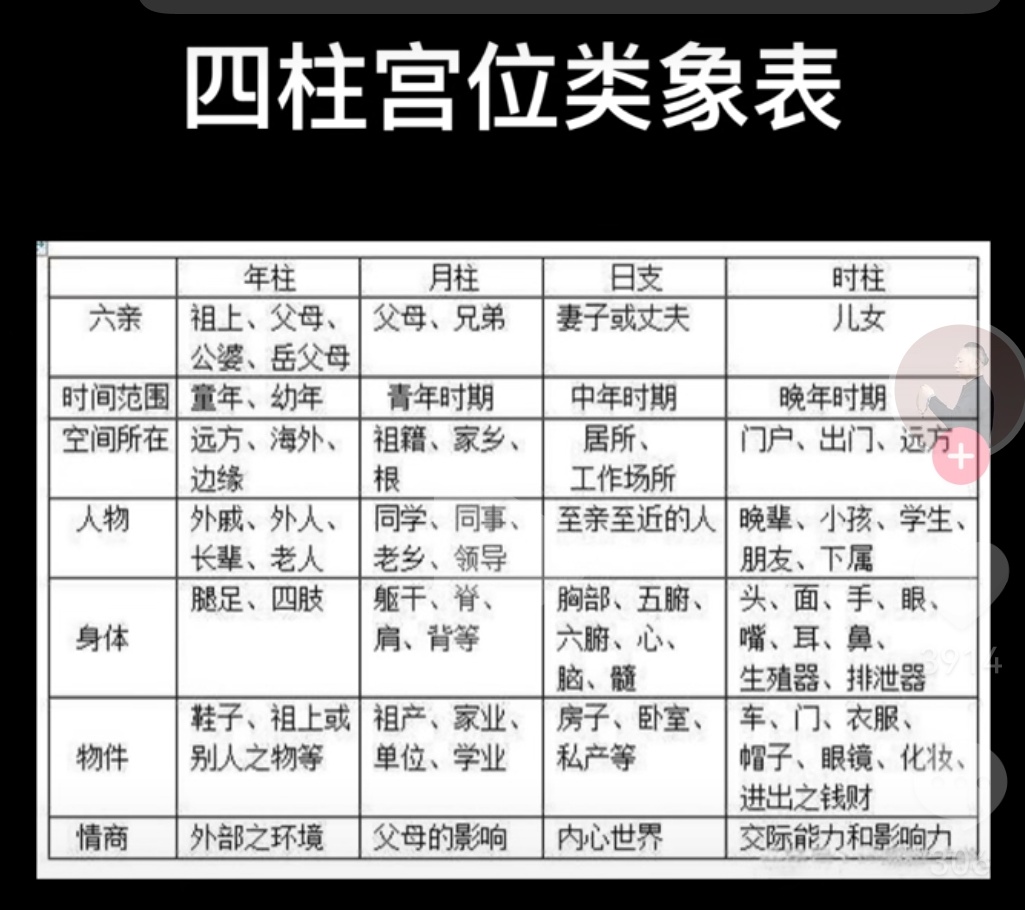 四柱宫位类象表
年柱 月柱 日支 时柱
六亲 祖上、父母、公婆、岳父母 父母、兄弟 妻子或丈夫 儿女
时间范围 童年、幼年 青年时期 中年时期 晚年时期
空间所在 远方、海外、边缘 祖籍、家乡、根 居所、工作场所 门户、出门、远方
人物 外戚、外人、长辈、老人 同学、同事、老乡、领导 至亲至近的人 晚辈、小孩、学生、朋友、下属
身体 腿足、四肢 躯干、脊、肩、背等 胸部、五腑、六腑、心、脑、髓 头、面、手、眼、嘴、耳、鼻、生殖器、排泄器
物件 鞋子、祖上或别人之物等 祖产、家业、单位、学业 房子、卧室、私产等 车、门、衣服、帽子、眼镜、化妆、进出之钱财
情商 外部之环境 父母的影响 内心世界 交际能力和影响力
3914